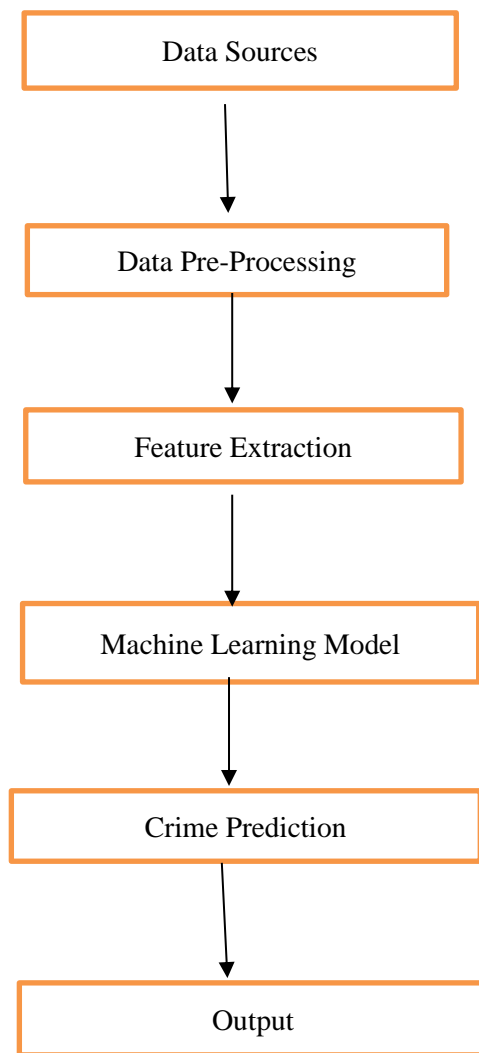 Data Sources
Data Pre-Processing
Feature Extraction
Machine Learning Model
Crime Prediction
Output